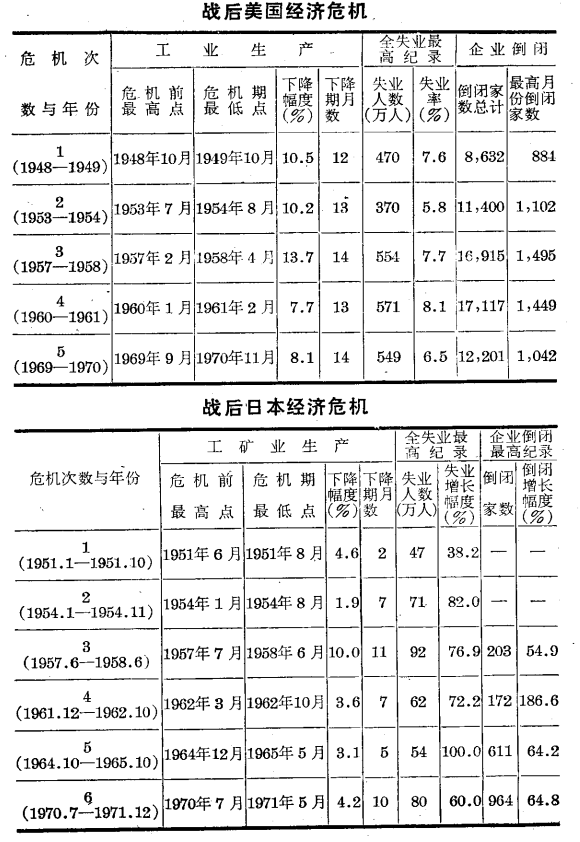 战后美国经济危机
危机次数与年份 工业生产 全失业最高纪录 企业倒闭
危机前最高点 危机期最低点 下降幅度(%) 下降期月数 失业人数(万人) 失业率(%) 倒闭家数总计 最高月份倒闭家数
1 (1948—1949) 1948年10月 1949年10月 10.5 12 470 7.6 8,632 884
2 (1953—1954) 1953年7月 1954年8月 10.2 13 370 5.8 11,400 1,102
3 (1957—1958) 1957年2月 1958年4月 13.7 14 554 7.7 16,915 1,495
4 (1960—1961) 1960年1月 1961年2月 7.7 13 571 8.1 17,117 1,449
5 (1969—1970) 1969年9月 1970年11月 8.1 14 549 6.5 12,201 1,042
战后日本经济危机
危机次数与年份 工矿业生产 全失业最高纪录 企业倒闭最高纪录
危机前最高点 危机期最低点 下降幅度(%) 下降期月数 失业人数(万人) 失业增长幅度(%) 倒闭家数 倒闭增长幅度(%)
1 (1951.1—1951.10) 1951年6月 1951年8月 4.6 2 47 38.2 — —
2 (1954.1—1954.11) 1954年1月 1954年8月 1.9 7 71 82.0 — —
3 (1957.6—1958.6) 1957年7月 1958年6月 10.0 11 92 76.9 203 54.9
4 (1961.12—1962.10) 1962年3月 1962年10月 3.6 7 62 72.2 172 186.6
5 (1964.10—1965.10) 1964年12月 1965年5月 3.1 5 54 100.0 611 64.2
6 (1970.7—1971.12) 1970年7月 1971年5月 4.2 10 80 60.0 964 64.8